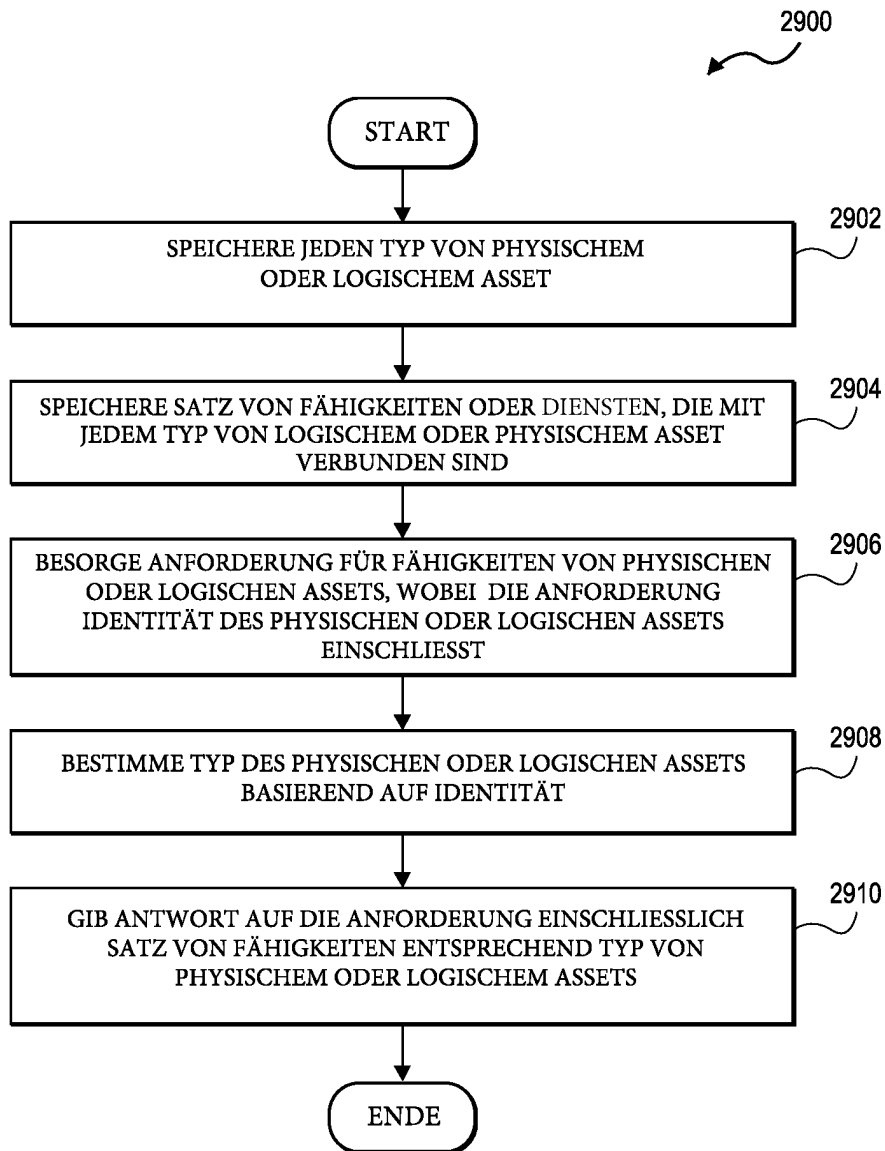 2900
START
2902
SPEICHERE JEDEN TYP VON PHYSISCHEM
ODER LOGISCHEM ASSET
2904
SPEICHERE SATZ VON FÄHIGKEITEN ODER DIENSTEN, DIE MIT
JEDEM TYP VON LOGISCHEM ODER PHYSISCHEM ASSET
VERBUNDEN SIND
2906
BESORGE ANFORDERUNG FÜR FÄHIGKEITEN VON PHYSISCHEN
ODER LOGISCHEN ASSETS, WOBEI DIE ANFORDERUNG
IDENTITÄT DES PHYSISCHEN ODER LOGISCHEN ASSETS
EINSCHLIESST
2908
BESTIMME TYP DES PHYSISCHEN ODER LOGISCHEN ASSETS
BASIEREND AUF IDENTITÄT
2910
GIB ANTWORT AUF DIE ANFORDERUNG EINSCHLIESSLICH
SATZ VON FÄHIGKEITEN ENTSPRECHEND TYP VON
PHYSISCHEM ODER LOGISCHEM ASSETS
ENDE